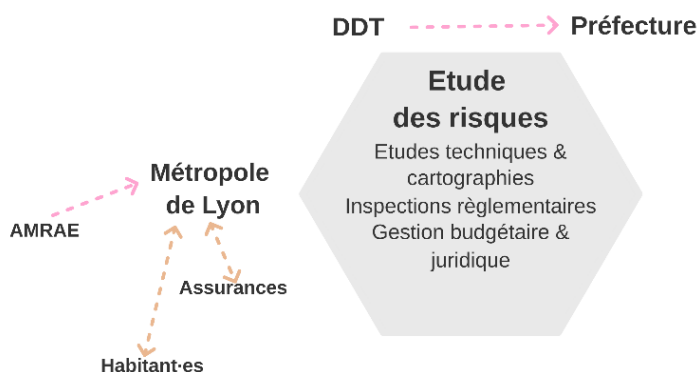 DDT
Préfecture
Etude
des risques
Etudes techniques &
cartographies
Inspections règlementaires
Gestion budgétaire &
juridique
Métropole
de Lyon
AMRAE
Assurances
Habitant·es